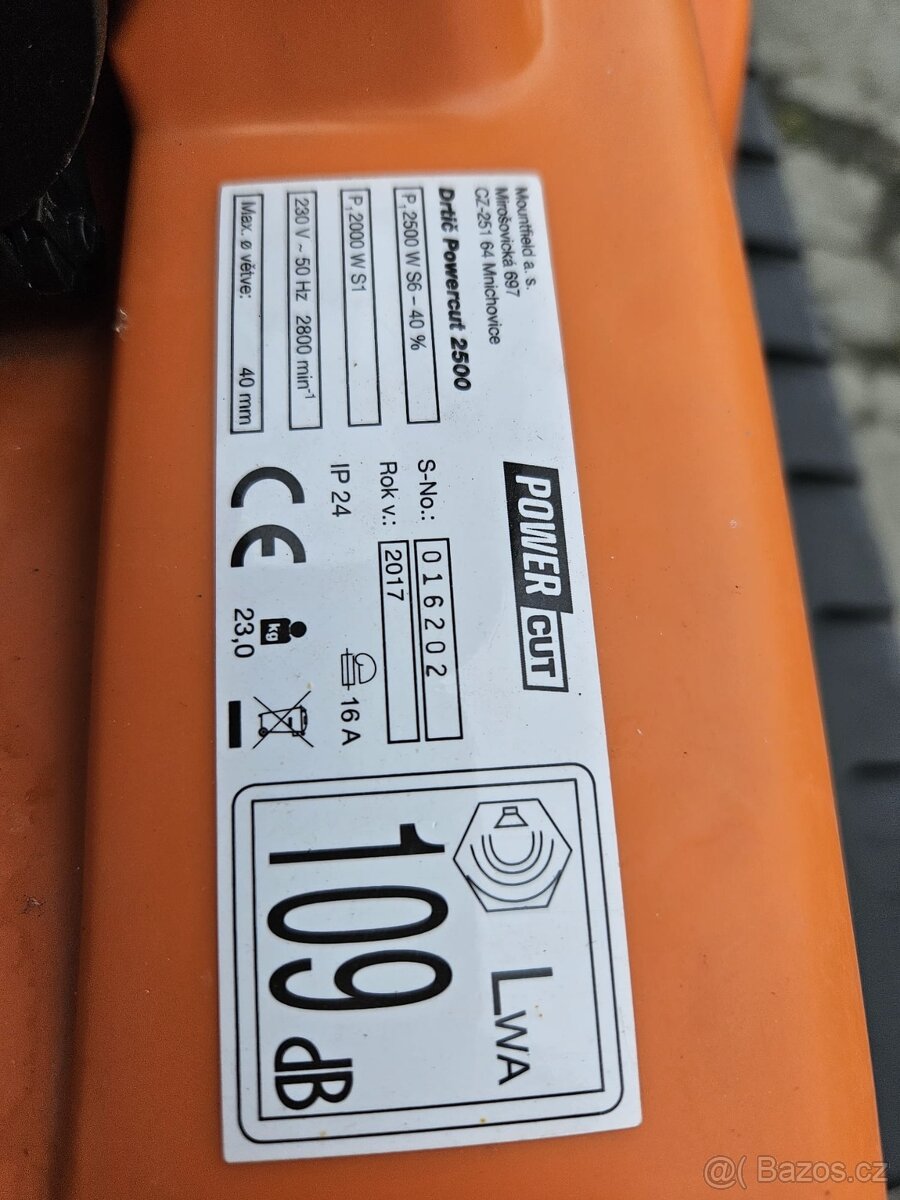 Mountfield a. s.
Mirošovická 697
CZ-251 64 Mnichovice
Drtič Powercut 2500
P₁ 2500 W S6 – 40 %
P₁ 2000 W S1
230 V ~ 50 Hz 2800 min⁻¹
Max. ø větve: 40 mm
POWER CUT
S-No.: 016202
Rok v.: 2017
IP 24
16 A
CE
kg
23,0
LWA
109 dB
@( Bazos.cz